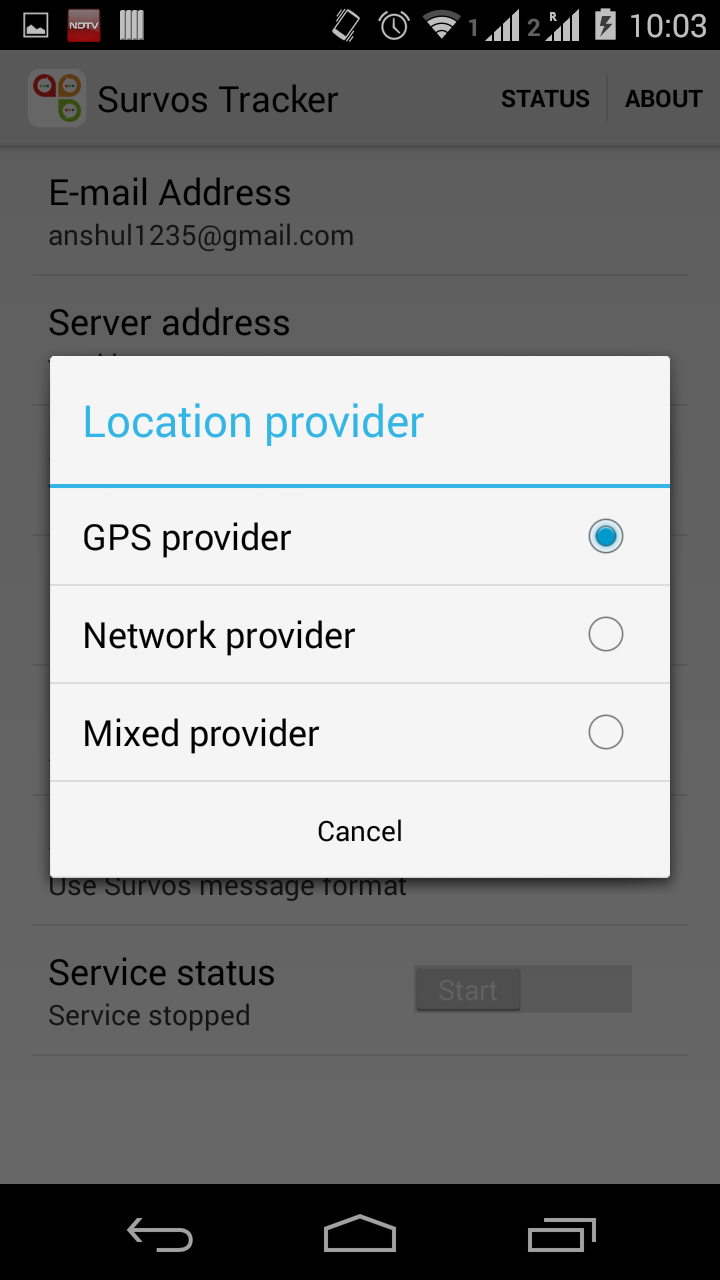 NDTV
1
2
R
10:03
Survos Tracker
STATUS
ABOUT
E-mail Address
anshul1235@gmail.com
Server address
Location provider
GPS provider
Network provider
Mixed provider
Cancel
Use Survos message format
Service status
Start
Service stopped